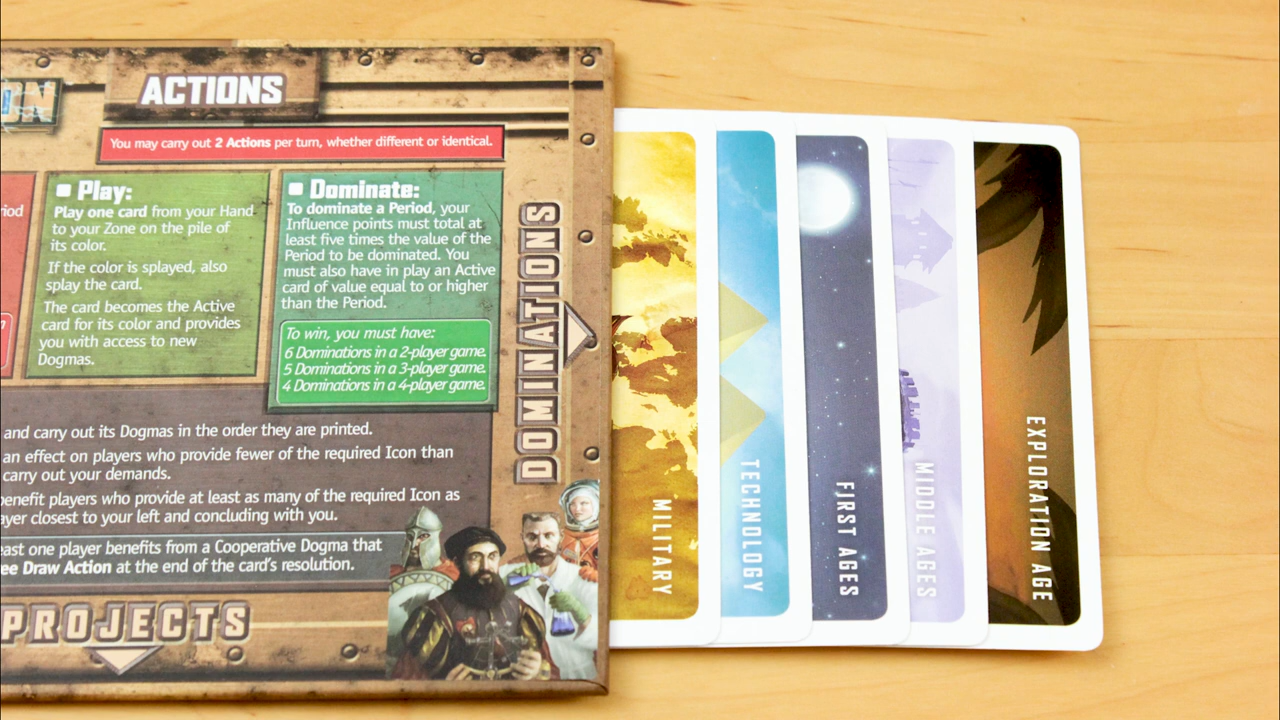 ACTIONS
You may carry out 2 Actions per turn, whether different or identical.
Play:
Play one card from your Hand
to your Zone on the pile of
its color.
If the color is splayed, also
splay the card.
The card becomes the Active
card for its color and provides
you with access to new
Dogmas.
Dominate:
To dominate a Period, your
Influence points must total at
least five times the value of the
Period to be dominated. You
must also have in play an Active
card of value equal to or higher
than the Period.
To win, you must have:
6 Dominations in a 2-player game.
5 Dominations in a 3-player game.
4 Dominations in a 4-player game.
and carry out its Dogmas in the order they are printed.
an effect on players who provide fewer of the required Icon than
carry out your demands.
benefit players who provide at least as many of the required Icon as
ayer closest to your left and concluding with you.
east one player benefits from a Cooperative Dogma that
ee Draw Action at the end of the card's resolution.
PROJECTS
DOMINATIONS
MILITARY
TECHNOLOGY
FIRST AGES
MIDDLE AGES
EXPLORATION AGE